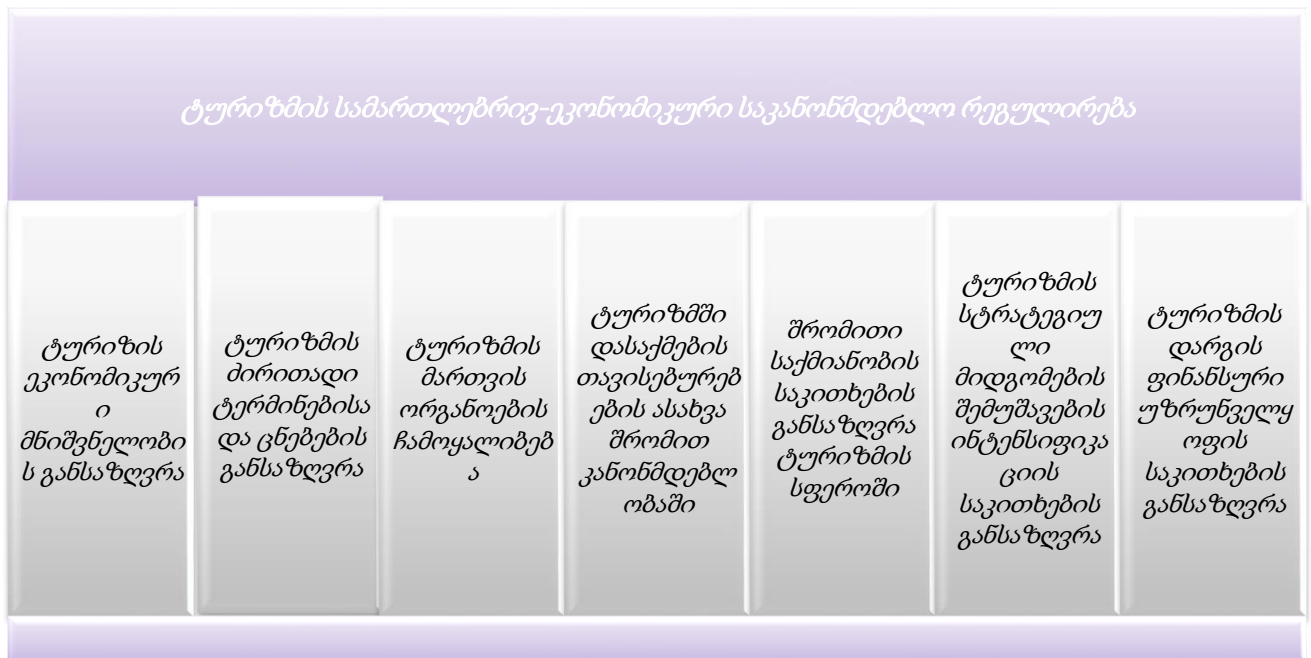 ტურიზმის სამართლებრივ-ეკონომიკური საკანონმდებლო რეგულირება
ტურიზის
ეკონომიკურ
ი
მნიშვნელობი
ს განსაზღვრა
ტურიზმის
ძირითადი
ტერმინებისა
და ცნებების
განსაზღვრა
ტურიზმის
მართვის
ორგანოების
ჩამოყალიბებ
ა
ტურიზმში
დასაქმების
თავისებურებ
ების ასახვა
შრომით
კანონმდებლ
ობაში
შრომითი
საქმიანობის
საკითხების
განსაზღვრა
ტურიზმის
სფეროში
ტურიზმის
სტრატეგიუ
ლი
მიდგომების
შემუშავების
ინტენსიფიკა
ციის
საკითხების
განსაზღვრა
ტურიზმის
დარგის
ფინანსური
უზრუნველყ
ოფის
საკითხების
განსაზღვრა